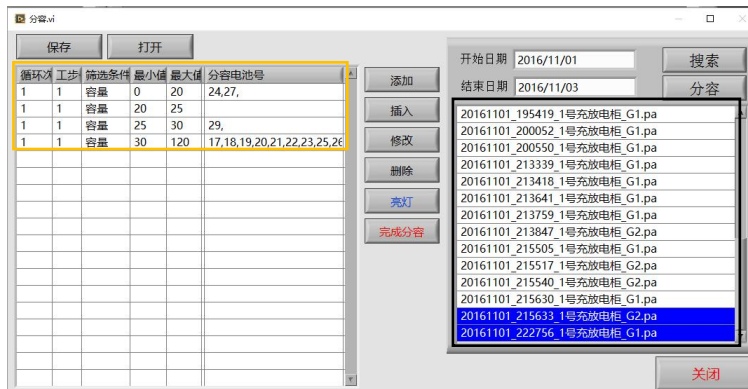 分容.vi
保存 打开
循环次 工步 筛选条件 最小值 最大值 分容电池号
1 1 容量 0 20 24,27,
1 1 容量 20 25
1 1 容量 25 30 29,
1 1 容量 30 120 17,18,19,20,21,22,23,25,26
添加
插入
修改
删除
亮灯
完成分容
开始日期 2016/11/01 搜索
结束日期 2016/11/03 分容
20161101_195419_1号充放电柜_G1.pa
20161101_200052_1号充放电柜_G1.pa
20161101_200550_1号充放电柜_G1.pa
20161101_213339_1号充放电柜_G1.pa
20161101_213418_1号充放电柜_G1.pa
20161101_213641_1号充放电柜_G1.pa
20161101_213759_1号充放电柜_G1.pa
20161101_213847_1号充放电柜_G2.pa
20161101_215505_1号充放电柜_G1.pa
20161101_215517_1号充放电柜_G2.pa
20161101_215540_1号充放电柜_G2.pa
20161101_215630_1号充放电柜_G1.pa
20161101_215633_1号充放电柜_G2.pa
20161101_222756_1号充放电柜_G1.pa
关闭